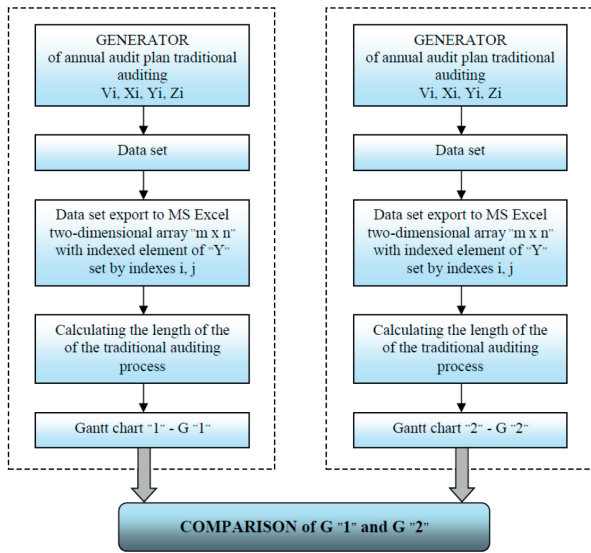 GENERATOR
of annual audit plan traditional
auditing
Vi, Xi, Yi, Zi
Data set
Data set export to MS Excel
two-dimensional array "m x n"
with indexed element of "Y"
set by indexes i, j
Calculating the length of the
of the traditional auditing
process
Gantt chart "1" - G "1"
GENERATOR
of annual audit plan traditional
auditing
Vi, Xi, Yi, Zi
Data set
Data set export to MS Excel
two-dimensional array "m x n"
with indexed element of "Y"
set by indexes i, j
Calculating the length of the
of the traditional auditing
process
Gantt chart "2" - G "2"
COMPARISON of G "1" and G "2"